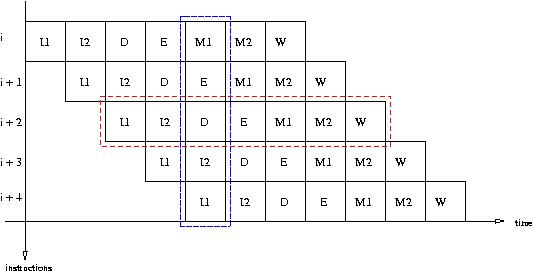 i I1 I2 D E M1 M2 W
i + 1 I1 I2 D E M1 M2 W
i + 2 I1 I2 D E M1 M2 W
i + 3 I1 I2 D E M1 M2 W
i + 4 I1 I2 D E M1 M2 W
time
instructions